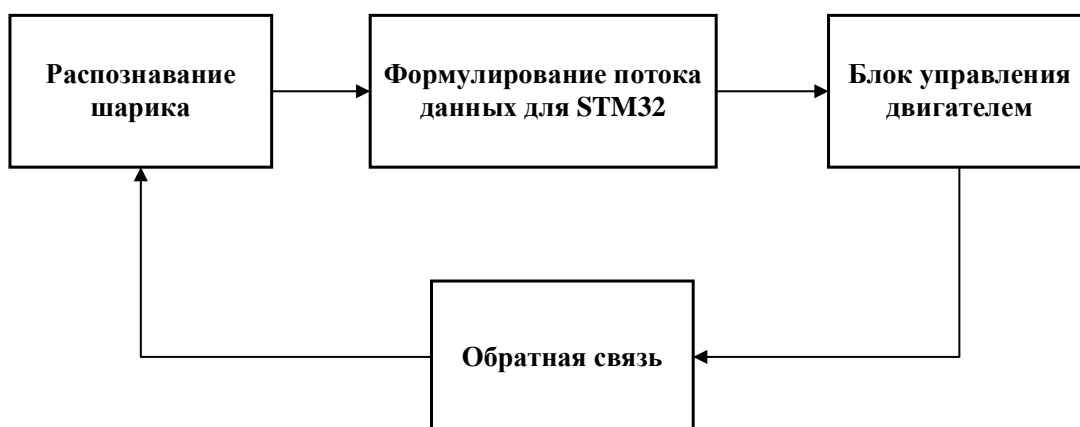 Распознавание
шарика
Формулирование потока
данных для STM32
Блок управления
двигателем
Обратная связь